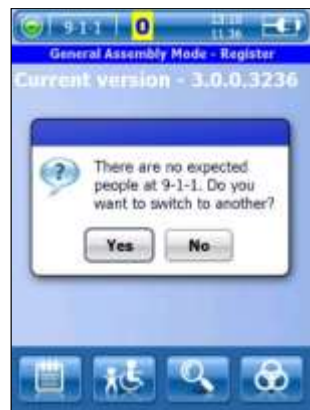 9-1-1 0
General Assembly Mode - Register
Current version - 3.0.0.3236
There are no expected
people at 9-1-1. Do you
want to switch to another?
Yes No